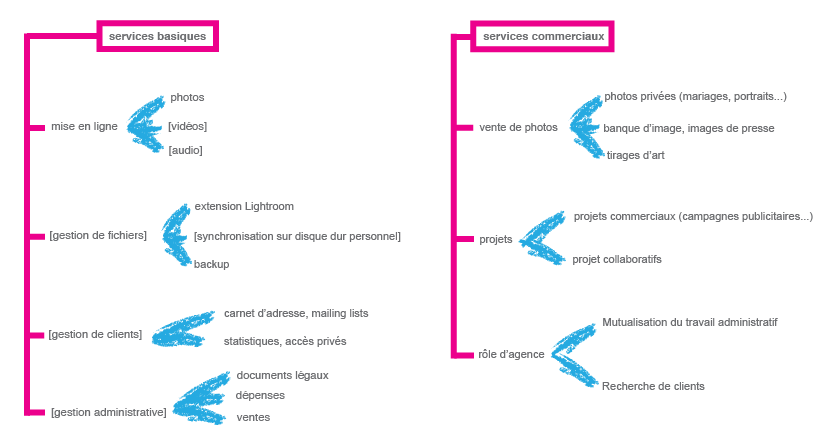 services basiques
mise en ligne
photos
[vidéos]
[audio]
[gestion de fichiers]
extension Lightroom
[synchronisation sur disque dur personnel]
backup
[gestion de clients]
carnet d'adresse, mailing lists
statistiques, accès privés
[gestion administrative]
documents légaux
dépenses
ventes
services commerciaux
vente de photos
photos privées (mariages, portraits...)
banque d'image, images de presse
tirages d'art
projets
projets commerciaux (campagnes publicitaires...)
projet collaboratifs
rôle d'agence
Mutualisation du travail administratif
Recherche de clients